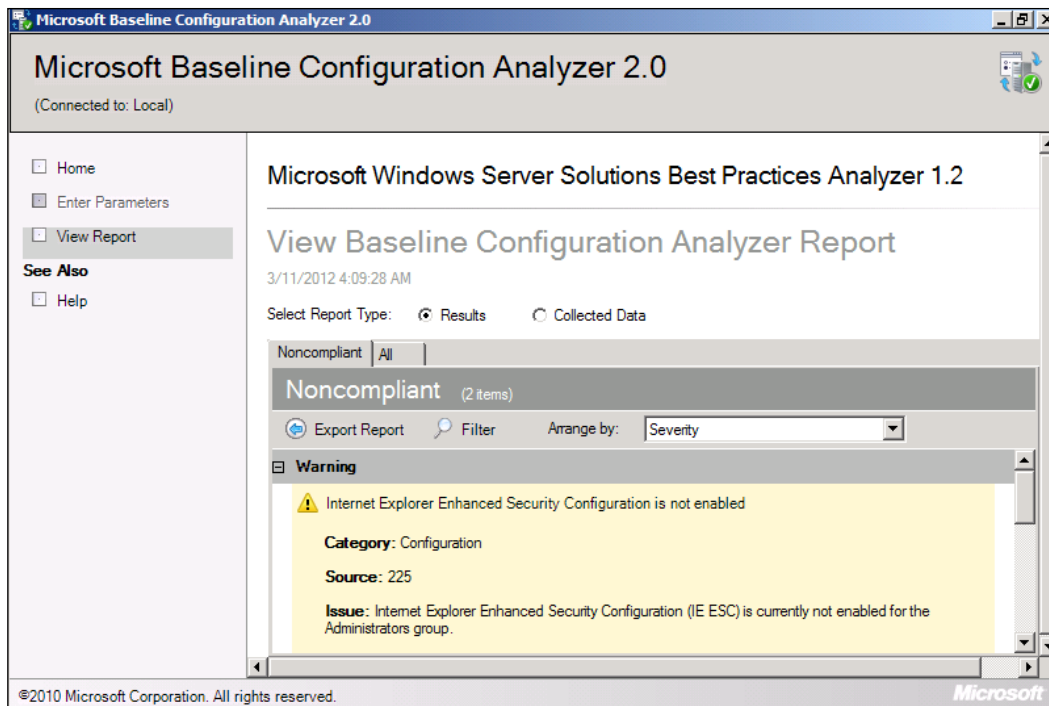 Microsoft Baseline Configuration Analyzer 2.0
Microsoft Baseline Configuration Analyzer 2.0
(Connected to: Local)
Home
Enter Parameters
View Report
See Also
Help
Microsoft Windows Server Solutions Best Practices Analyzer 1.2
View Baseline Configuration Analyzer Report
3/11/2012 4:09:28 AM
Select Report Type: Results Collected Data
Noncompliant All
Noncompliant (2 items)
Export Report Filter Arrange by: Severity
Warning
Internet Explorer Enhanced Security Configuration is not enabled
Category: Configuration
Source: 225
Issue: Internet Explorer Enhanced Security Configuration (IE ESC) is currently not enabled for the
Administrators group.
©2010 Microsoft Corporation. All rights reserved. Microsoft